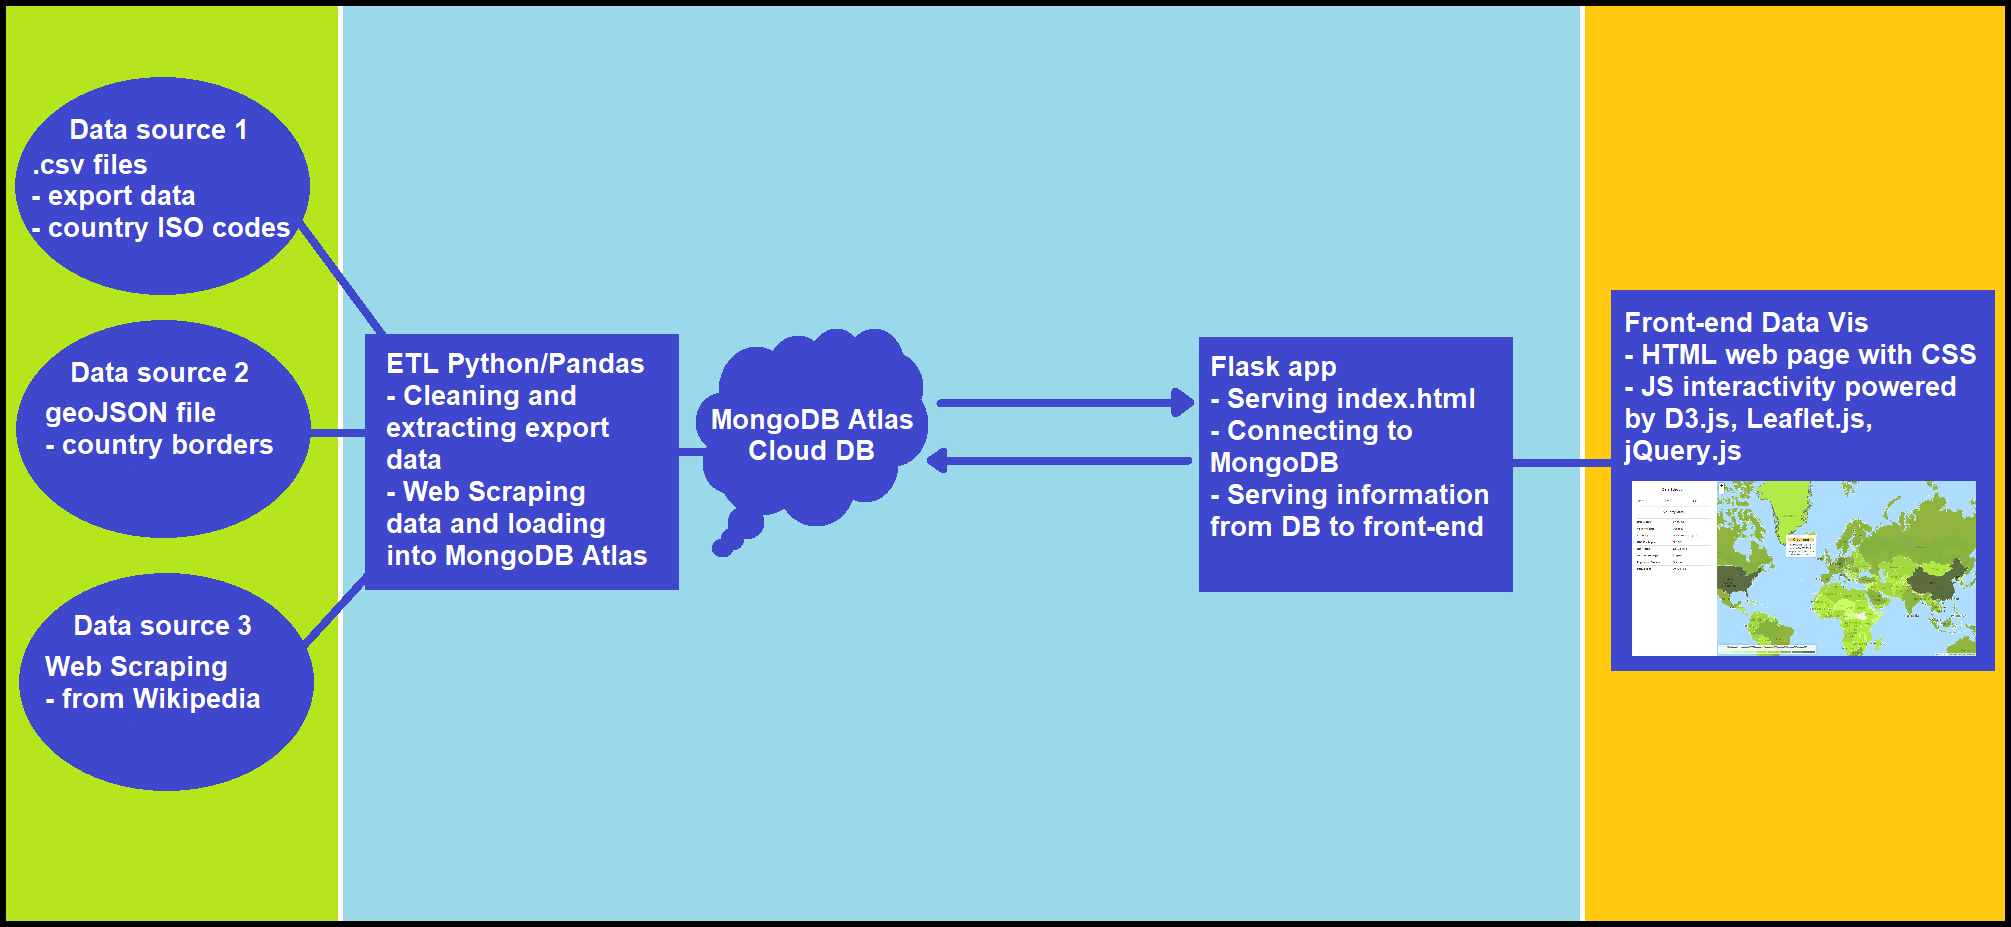 Data source 1
.csv files
- export data
- country ISO codes
Data source 2
geoJSON file
- country borders
Data source 3
Web Scraping
- from Wikipedia
ETL Python/Pandas
- Cleaning and
extracting export
data
- Web Scraping
data and loading
into MongoDB Atlas
MongoDB Atlas
Cloud DB
Flask app
- Serving index.html
- Connecting to
MongoDB
- Serving information
from DB to front-end
Front-end Data Vis
- HTML web page with CSS
- JS interactivity powered
by D3.js, Leaflet.js,
jQuery.js